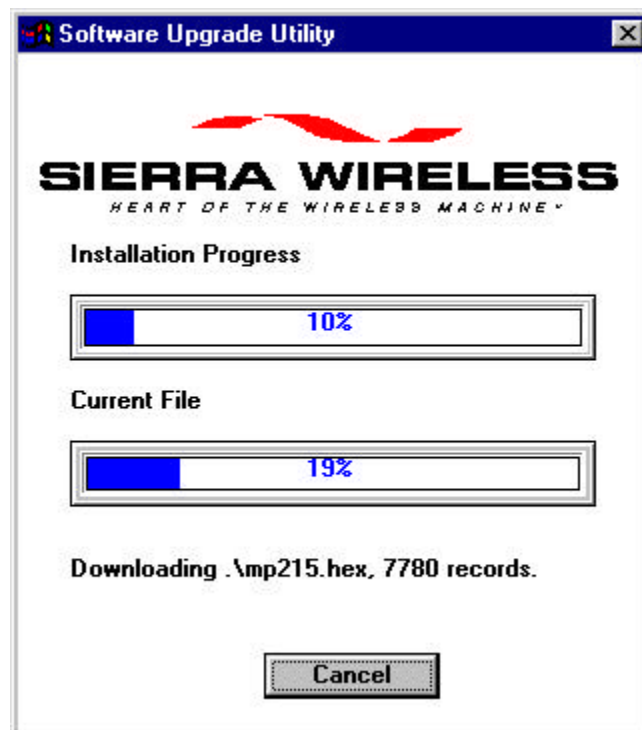 Software Upgrade Utility
SIERRA WIRELESS
HEART OF THE WIRELESS MACHINE
Installation Progress
10%
Current File
19%
Downloading .\mp215.hex, 7780 records.
Cancel